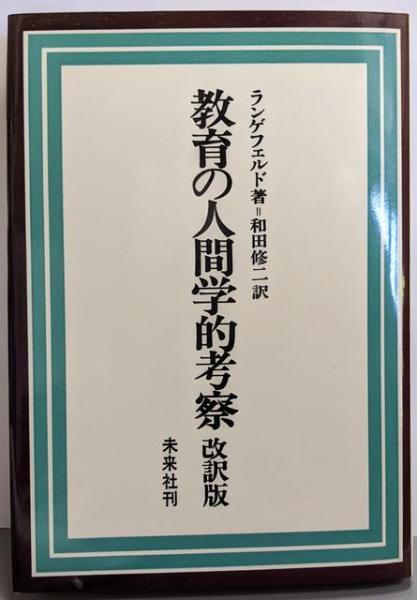 ランゲフェルド著=和田修二訳
教育の人間学的考察 改訳版
未来社刊